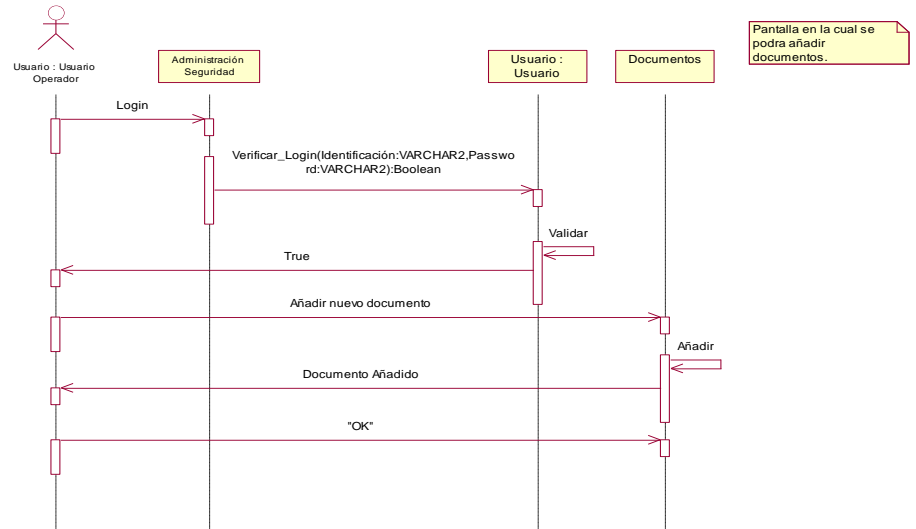 Usuario : Usuario
Operador
Administración
Seguridad
Usuario :
Usuario
Documentos
Pantalla en la cual se
podra añadir
documentos.
Login
Verificar_Login(Identificación:VARCHAR2,Passwo
rd:VARCHAR2):Boolean
Validar
True
Añadir nuevo documento
Añadir
Documento Añadido
"OK"